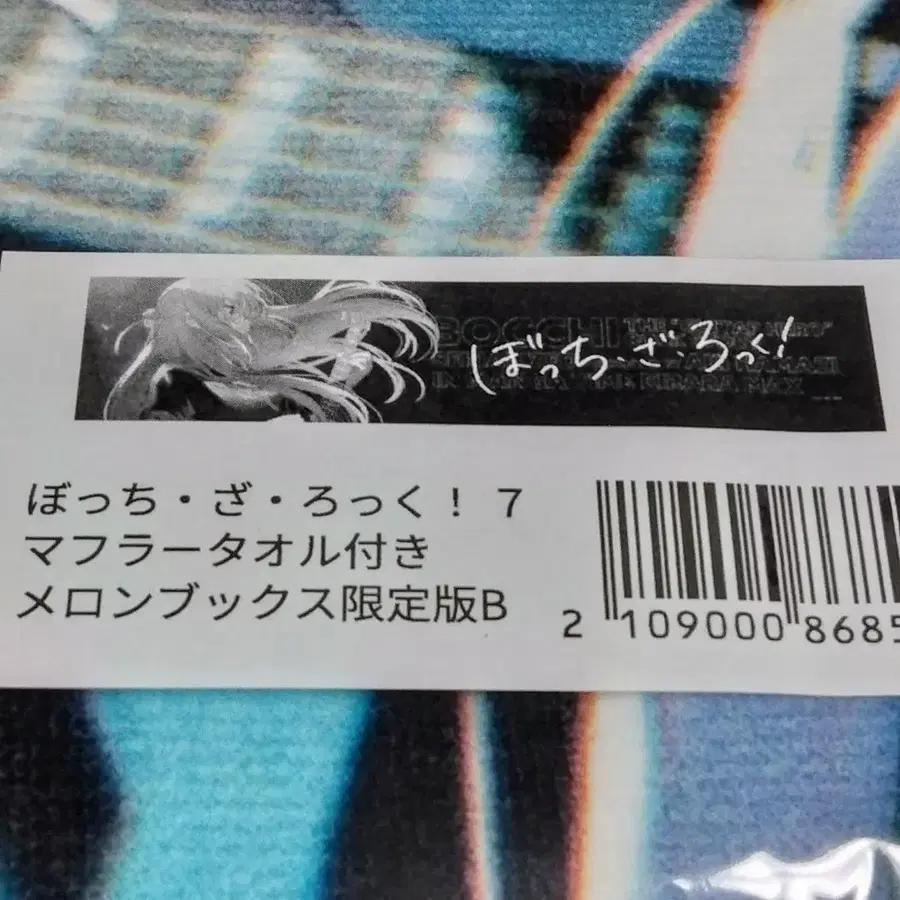 ぼっち・ざ・ろっく!
BOCCHI
ぼっち・ざ・ろっく！ 7
マフラータオル付き
メロンブックス限定版B
2 109000 8685